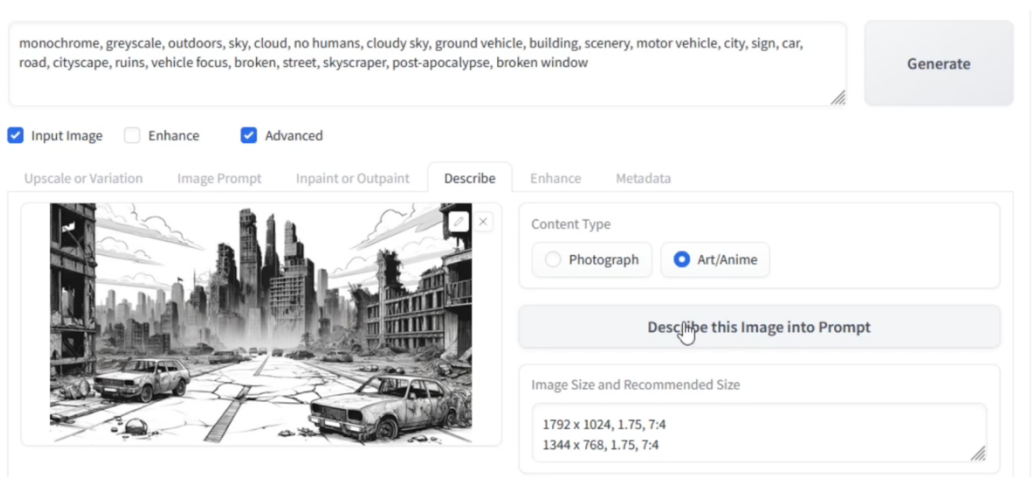 monochrome, greyscale, outdoors, sky, cloud, no humans, cloudy sky, ground vehicle, building, scenery, motor vehicle, city, sign, car,
road, cityscape, ruins, vehicle focus, broken, street, skyscraper, post-apocalypse, broken window
Generate
Input Image
Enhance
Advanced
Upscale or Variation
Image Prompt
Inpaint or Outpaint
Describe
Enhance
Metadata
Content Type
Photograph
Art/Anime
Describe this Image into Prompt
Image Size and Recommended Size
1792 x 1024, 1.75, 7:4
1344 x 768, 1.75, 7:4